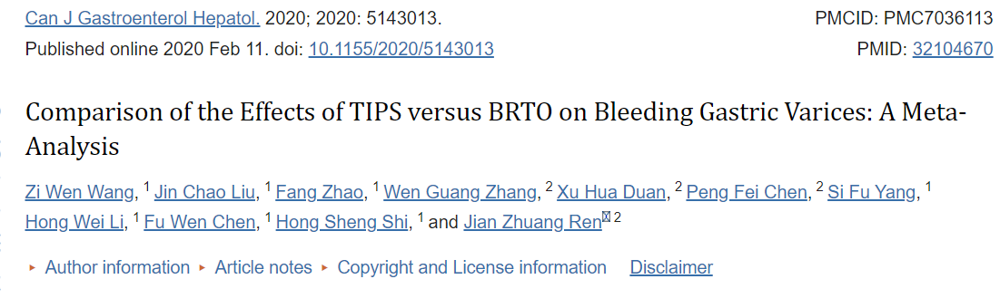 Can J Gastroenterol Hepatol. 2020; 2020: 5143013.
PMCID: PMC7036113
Published online 2020 Feb 11. doi: 10.1155/2020/5143013
PMID: 32104670
Comparison of the Effects of TIPS versus BRTO on Bleeding Gastric Varices: A Meta-
Analysis
Zi Wen Wang, 1 Jin Chao Liu, 1 Fang Zhao, 1 Wen Guang Zhang, 2 Xu Hua Duan, 2 Peng Fei Chen, 2 Si Fu Yang, 1
Hong Wei Li, 1 Fu Wen Chen, 1 Hong Sheng Shi, 1 and Jian Zhuang Ren 2
Author information Article notes Copyright and License information Disclaimer